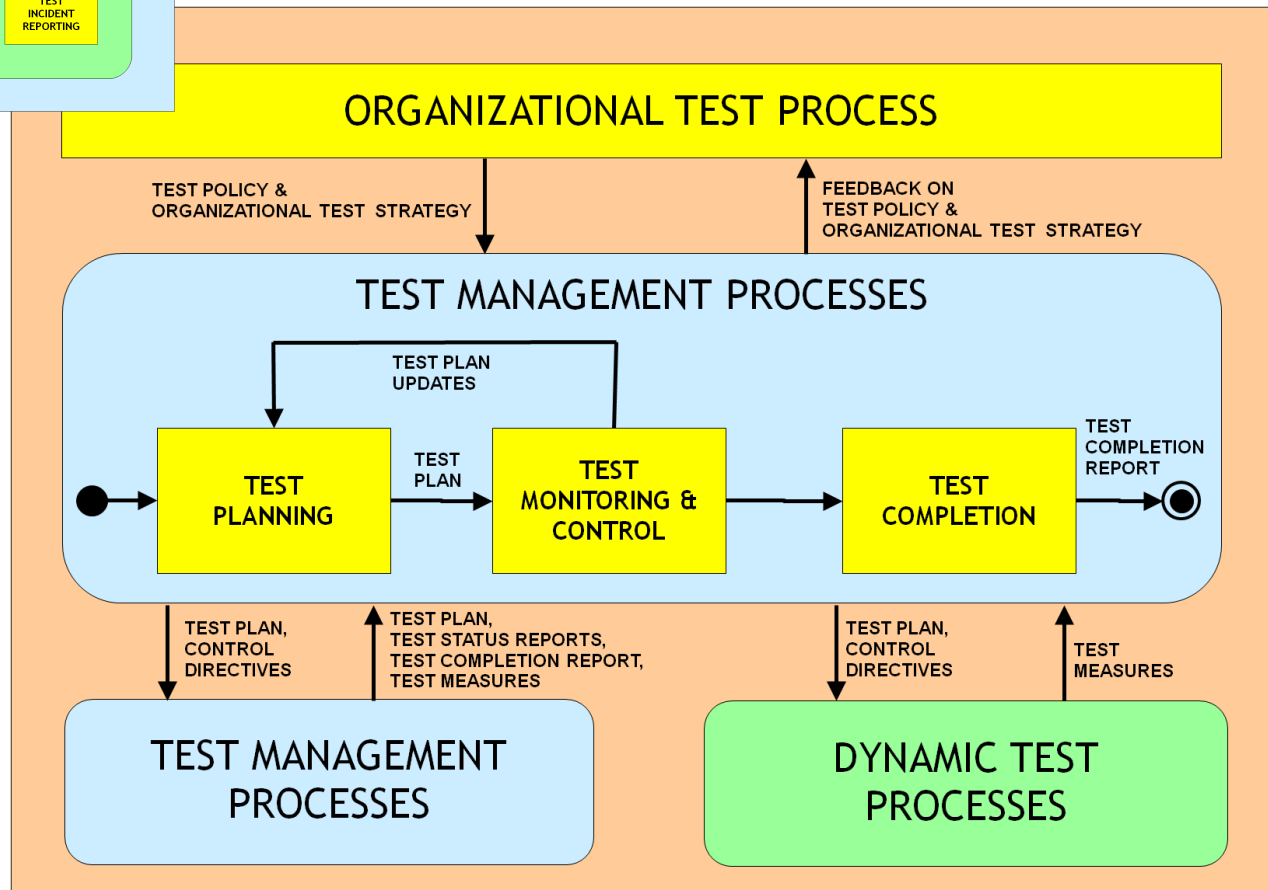 TEST
INCIDENT
REPORTING
ORGANIZATIONAL TEST PROCESS
TEST POLICY &
ORGANIZATIONAL TEST STRATEGY
FEEDBACK ON
TEST POLICY &
ORGANIZATIONAL TEST STRATEGY
TEST MANAGEMENT PROCESSES
TEST PLAN
UPDATES
TEST
PLANNING
TEST
PLAN
TEST
MONITORING &
CONTROL
TEST
COMPLETION
TEST
COMPLETION
REPORT
TEST PLAN,
CONTROL
DIRECTIVES
TEST PLAN,
TEST STATUS REPORTS,
TEST COMPLETION REPORT,
TEST MEASURES
TEST PLAN,
CONTROL
DIRECTIVES
TEST
MEASURES
TEST MANAGEMENT
PROCESSES
DYNAMIC TEST
PROCESSES